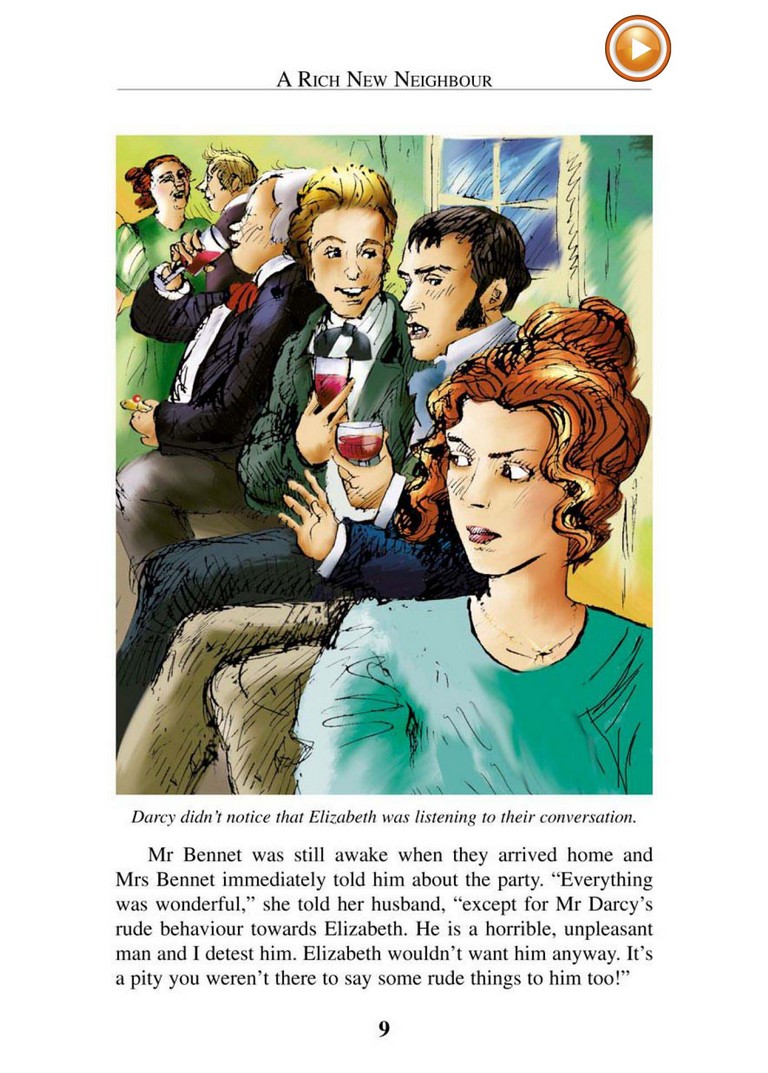 A RICH NEW NEIGHBOUR
Darcy didn't notice that Elizabeth was listening to their conversation.
Mr Bennet was still awake when they arrived home and
Mrs Bennet immediately told him about the party. “Everything
was wonderful,” she told her husband, “except for Mr Darcy’s
rude behaviour towards Elizabeth. He is a horrible, unpleasant
man and I detest him. Elizabeth wouldn’t want him anyway. It’s
a pity you weren’t there to say some rude things to him too!”
9